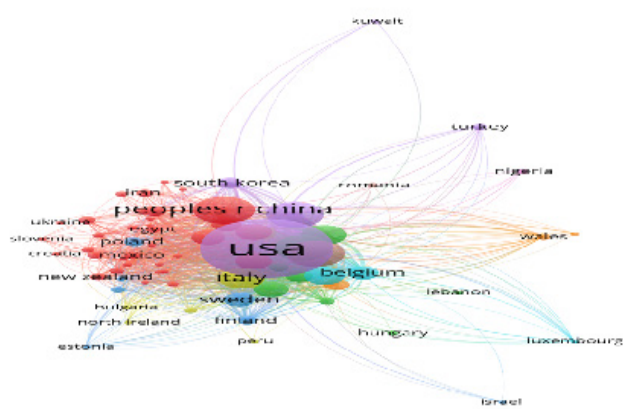 kuwait
turkey
nigeria
south korea
romania
iran
peoples r china
ukraine
egypt
wales
slovenia
poland
usa
croatia
mexico
new zealand
italy
belgium
lebanon
sweden
bulgaria
north ireland
finland
hungary
estonia
peru
luxembourg
israel